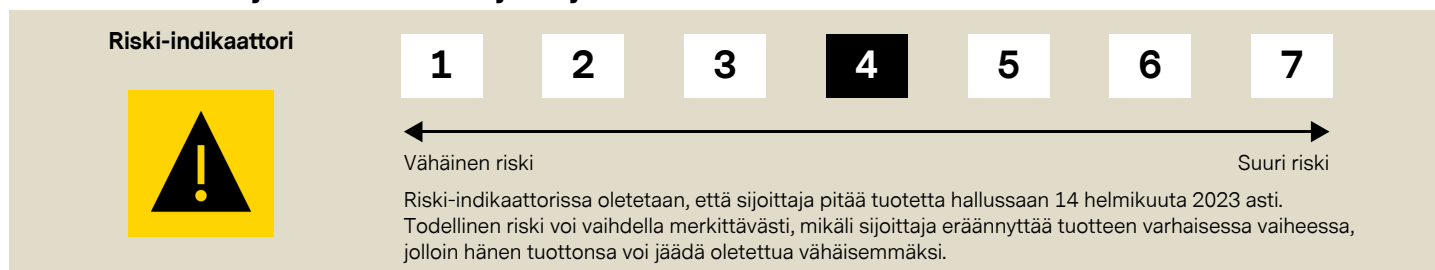 Riski-indikaattori
1 2 3 4 5 6 7
Vähäinen riski Suuri riski
Riski-indikaattorissa oletetaan, että sijoittaja pitää tuotetta hallussaan 14 helmikuuta 2023 asti.
Todellinen riski voi vaihdella merkittävästi, mikäli sijoittaja eräännyttää tuotteen varhaisessa vaiheessa,
jolloin hänen tuottonsa voi jäädä oletettua vähäisemmäksi.